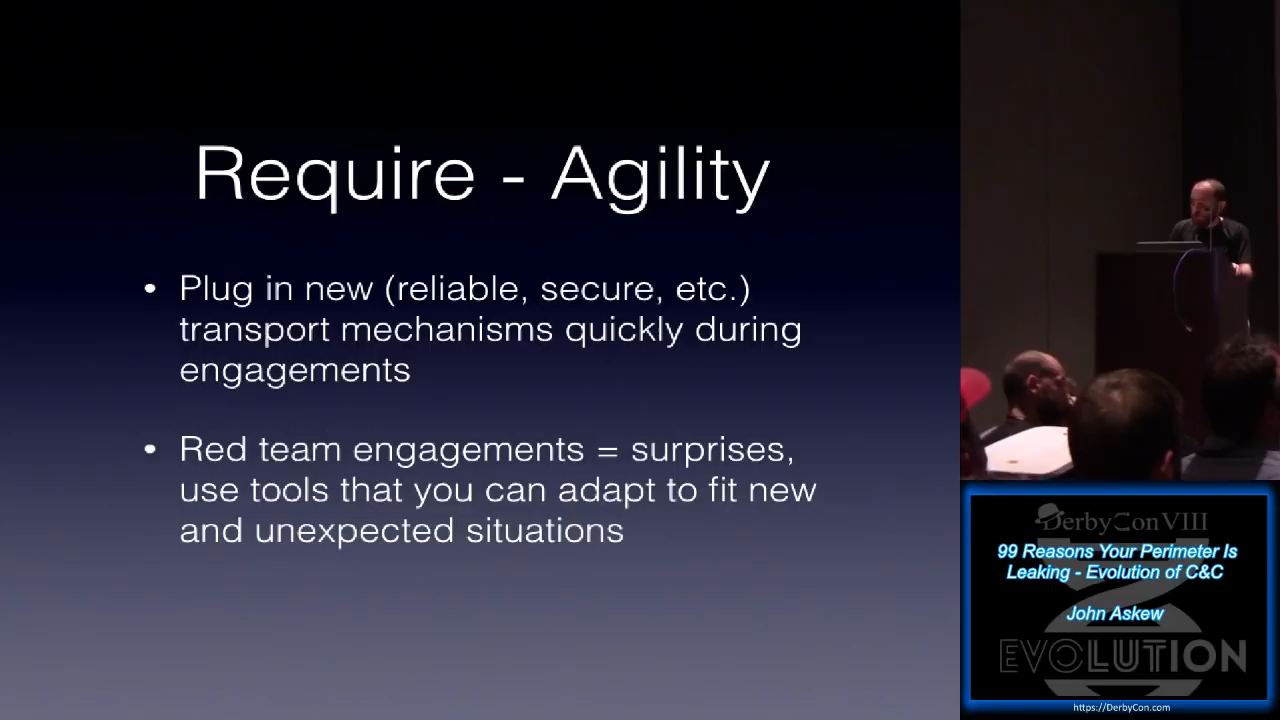 Require - Agility
• Plug in new (reliable, secure, etc.)
transport mechanisms quickly during
engagements
• Red team engagements = surprises,
use tools that you can adapt to fit new
and unexpected situations
DerbyCon VIII
99 Reasons Your Perimeter Is
Leaking - Evolution of C&C
John Askew
EVOLUTION
https://DerbyCon.com